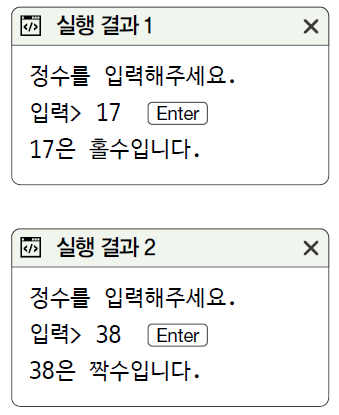 실행 결과 1
정수를 입력해주세요.
입력> 17 Enter
17은 홀수입니다.
실행 결과 2
정수를 입력해주세요.
입력> 38 Enter
38은 짝수입니다.